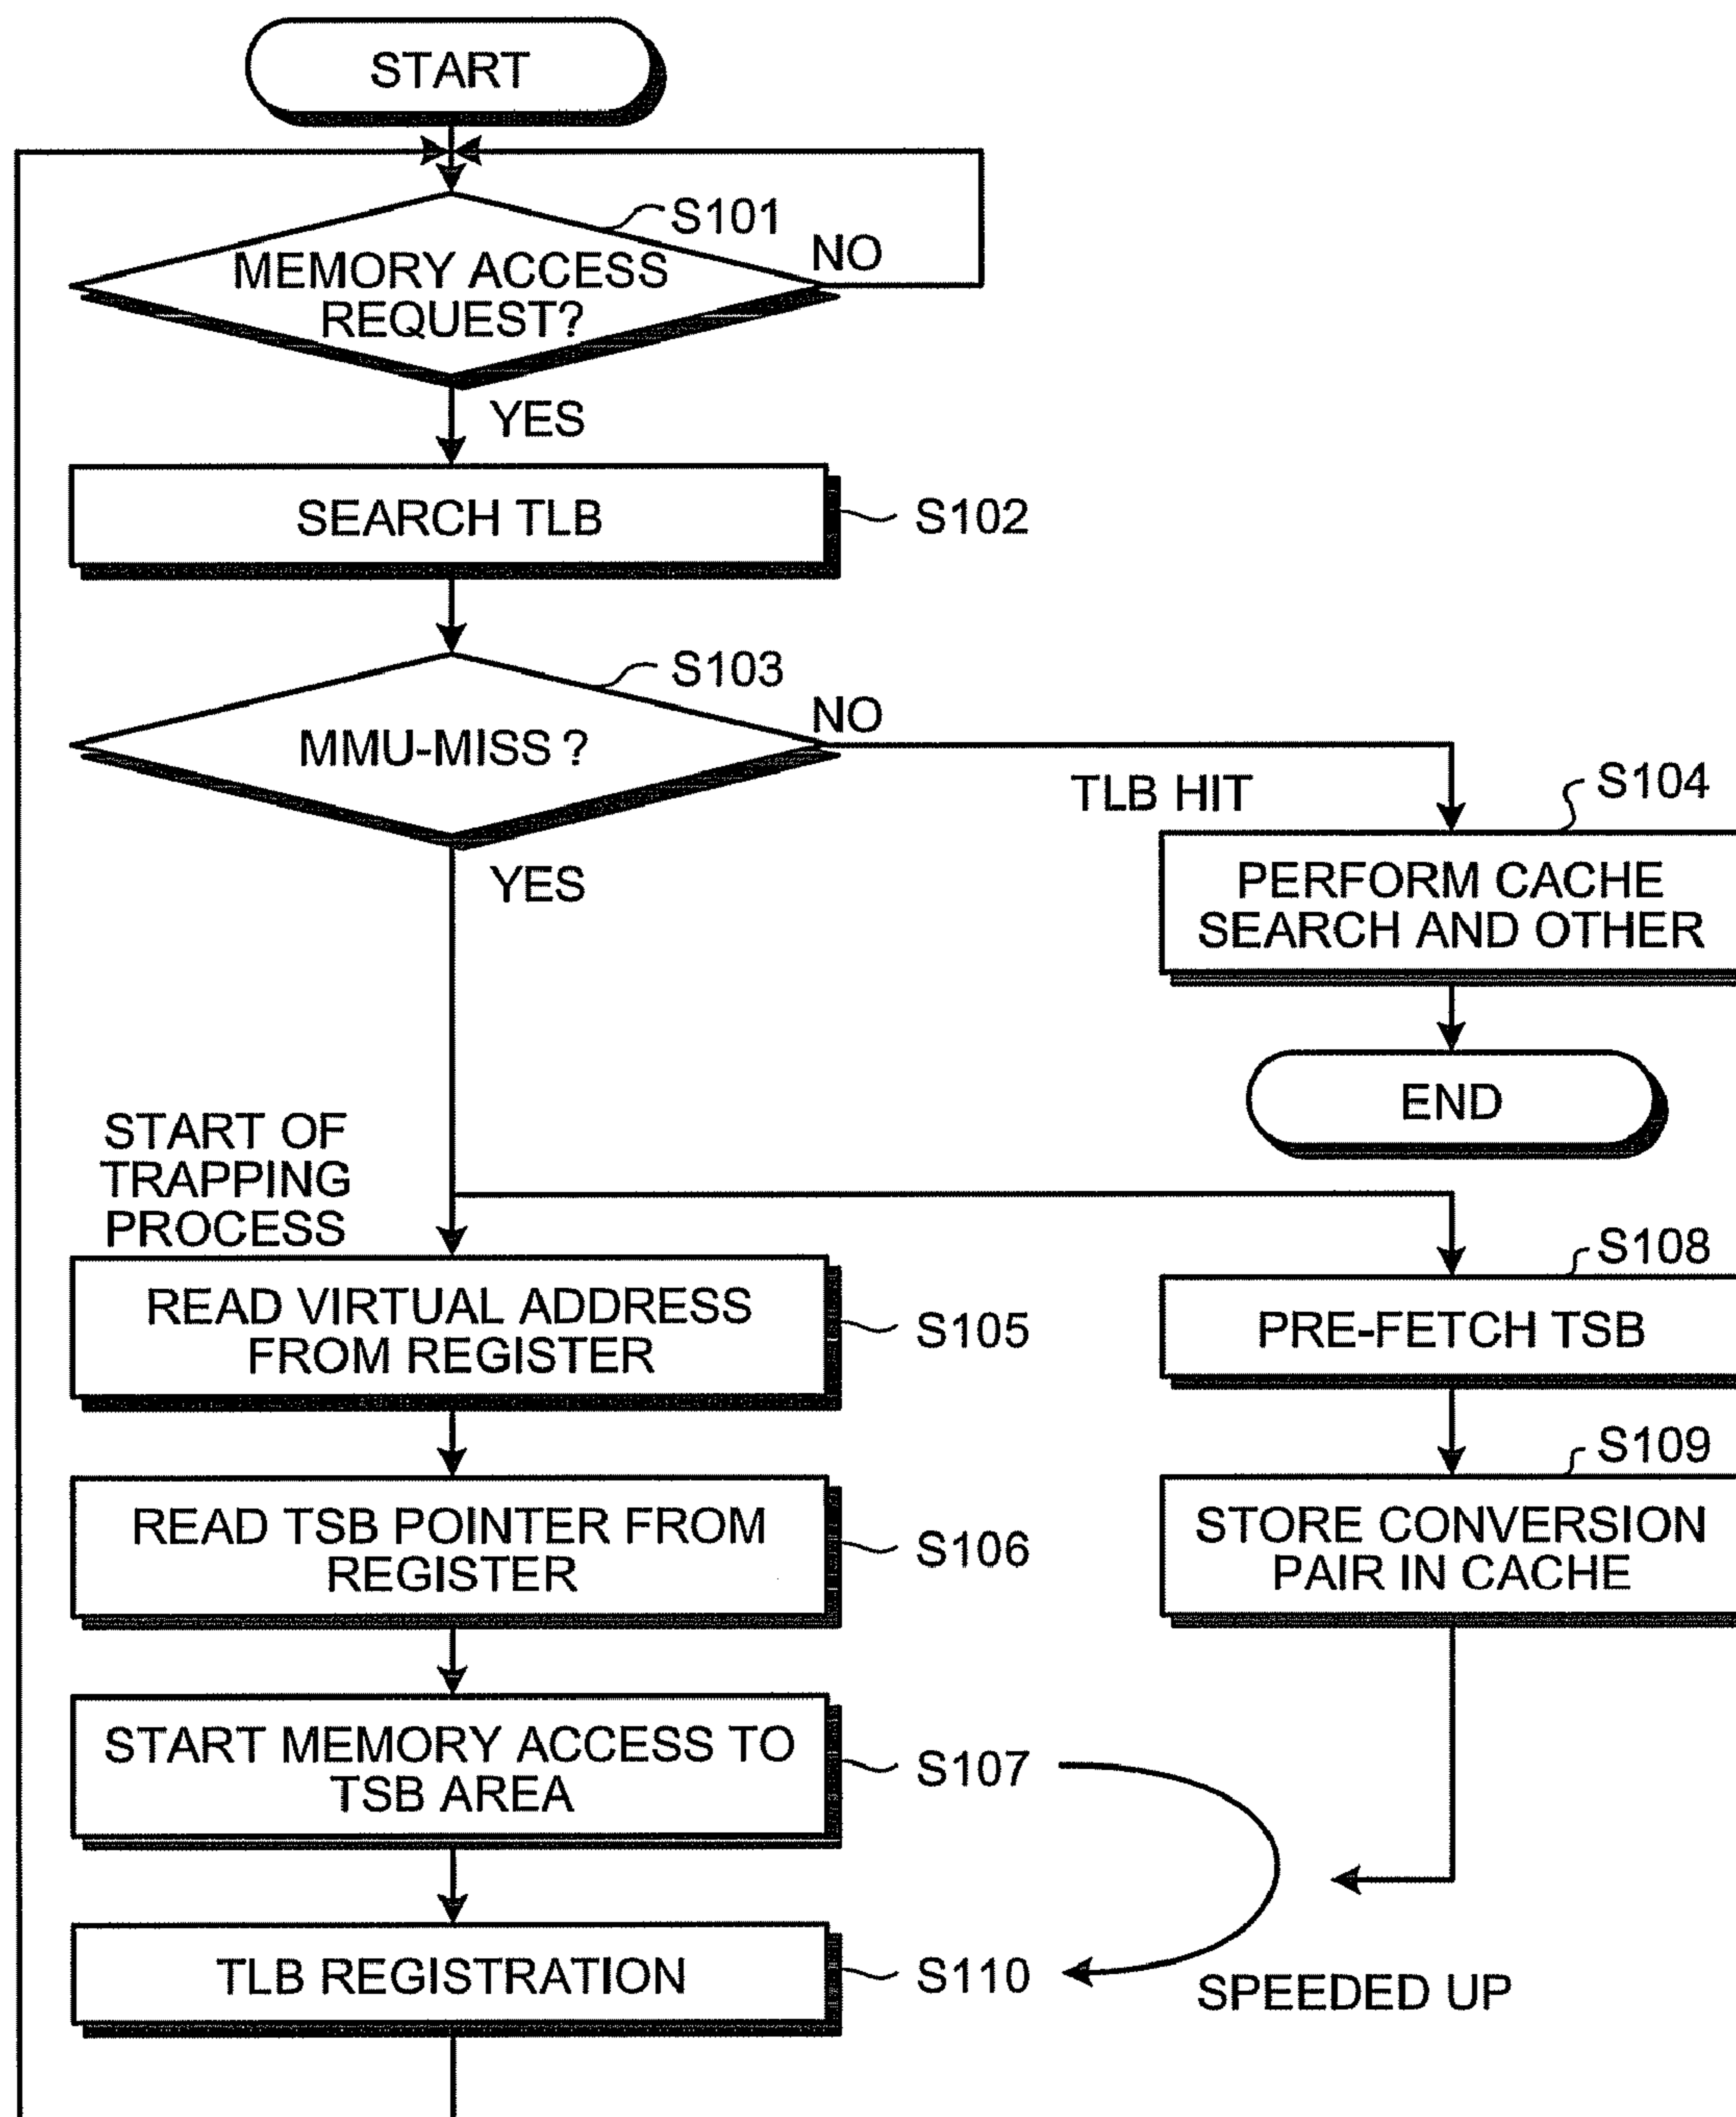 START
S101
MEMORY ACCESS
REQUEST?
NO
YES
SEARCH TLB
S102
S103
MMU-MISS ?
NO
TLB HIT
S104
YES
PERFORM CACHE
SEARCH AND OTHER
END
START OF
TRAPPING
PROCESS
READ VIRTUAL ADDRESS
FROM REGISTER
S105
S108
PRE-FETCH TSB
READ TSB POINTER FROM
REGISTER
S106
S109
STORE CONVERSION
PAIR IN CACHE
START MEMORY ACCESS TO
TSB AREA
S107
TLB REGISTRATION
S110
SPEEDED UP